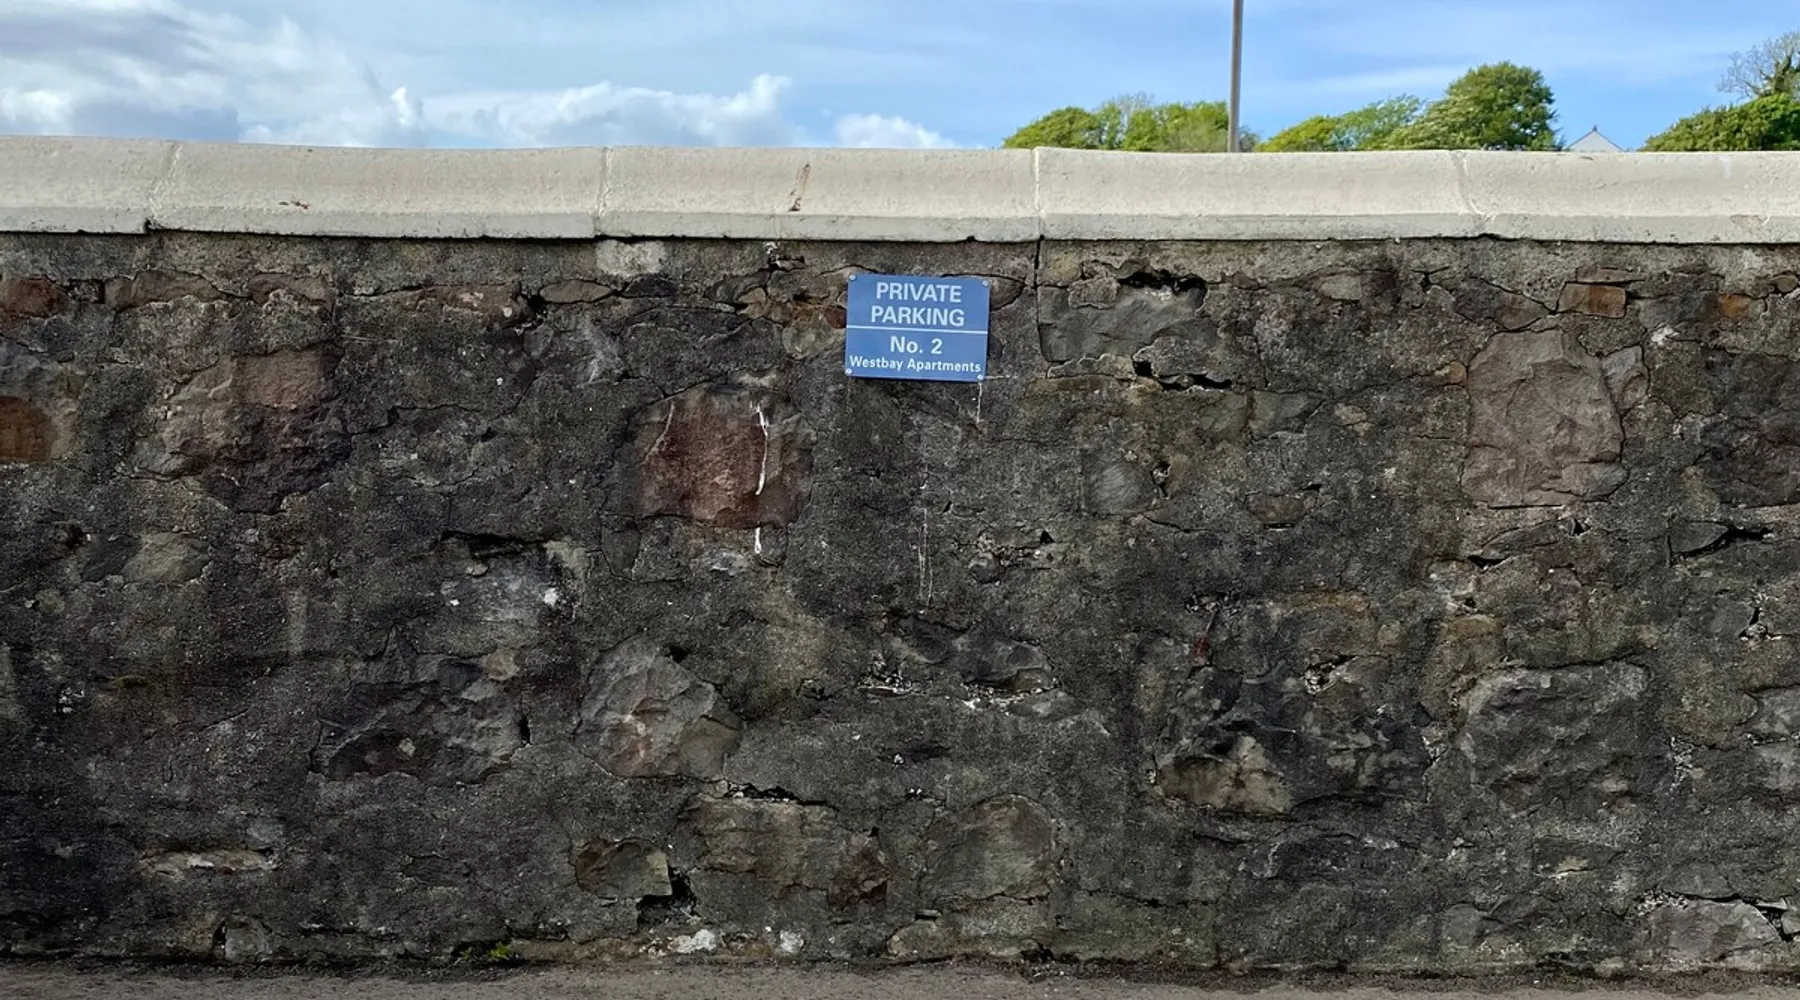 PRIVATE
PARKING
No. 2
Westbay Apartments